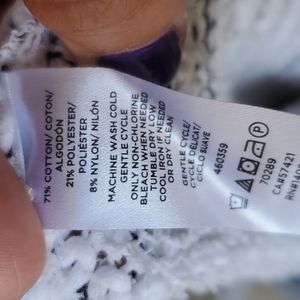 71% COTTON/ COTON/
ALGODÓN
21% POLYESTER/
POLIÉSTER
8% NYLON/ NILÓN
MACHINE WASH COLD
GENTLE CYCLE
ONLY NON-CHLORINE
BLEACH WHEN NEEDED
TUMBLE DRY LOW
COOL IRON IF NEEDED
OR DRY CLEAN
GENTLE CYCLE/
CYCLE DÉLICAT/
CICLO SUAVE
460359
70289
CA#57421